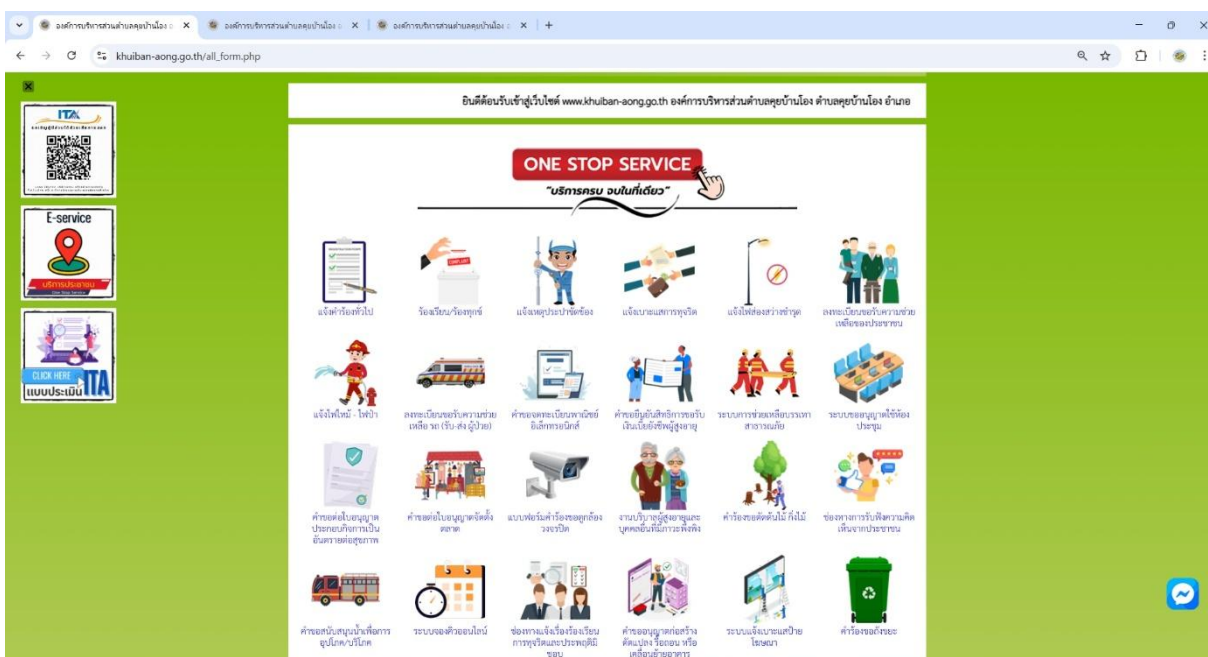 องค์การบริหารส่วนตำบลคุยบ้านโอง อ
องค์การบริหารส่วนตำบลคุยบ้านโอง อ
องค์การบริหารส่วนตำบลคุยบ้านโอง อ
khuiban-aong.go.th/all_form.php
ยินดีต้อนรับเข้าสู่เว็บไซต์ www.khuiban-aong.go.th องค์การบริหารส่วนตำบลคุยบ้านโอง ตำบลคุยบ้านโอง อำเภอ
ITA
E-service
บริการประชาชน
One Stop Service
CLICK HERE
ITA
แบบประเมิน
ONE STOP SERVICE
"บริการครบ จบในที่เดียว"
COMPLAINT
แจ้งคำร้องทั่วไป
ร้องเรียน/ร้องทุกข์
แจ้งเหตุประปาขัดข้อง
แจ้งเบาะแสการทุจริต
แจ้งไฟส่องสว่างชำรุด
ลงทะเบียนขอรับความช่วย
เหลือของประชาชน
แจ้งไฟไหม้ - ไฟป่า
ลงทะเบียนขอรับความช่วย
เหลือ รถ (รับ-ส่ง ผู้ป่วย)
คำขอจดทะเบียนพาณิชย์
อิเล็กทรอนิกส์
คำขอยืนยันสิทธิการขอรับ
เงินเบี้ยยังชีพผู้สูงอายุ
ระบบการช่วยเหลือบรรเทา
สาธารณภัย
ระบบขออนุญาตใช้ห้อง
ประชุม
คำขอต่อใบอนุญาต
ประกอบกิจการเป็น
อันตรายต่อสุขภาพ
คำขอต่อใบอนุญาตจัดตั้ง
ตลาด
แบบฟอร์มคำร้องขอดูกล้อง
วงจรปิด
งานบริบาลผู้สูงอายุและ
บุคคลอื่นที่มีภาวะพึ่งพิง
คำร้องขอตัดต้นไม้ กิ่งไม้
ช่องทางการรับฟังความคิด
เห็นจากประชาชน
คำขอสนับสนุนน้ำเพื่อการ
อุปโภค/บริโภค
ระบบจองคิวออนไลน์
ช่องทางแจ้งเรื่องร้องเรียน
การทุจริตและประพฤติมิ
ชอบ
คำขออนุญาตก่อสร้าง
ดัดแปลง รื้อถอน หรือ
เคลื่อนย้ายอาคาร
ระบบแจ้งเบาะแสป้าย
โฆษณา
คำร้องขอถังขยะ